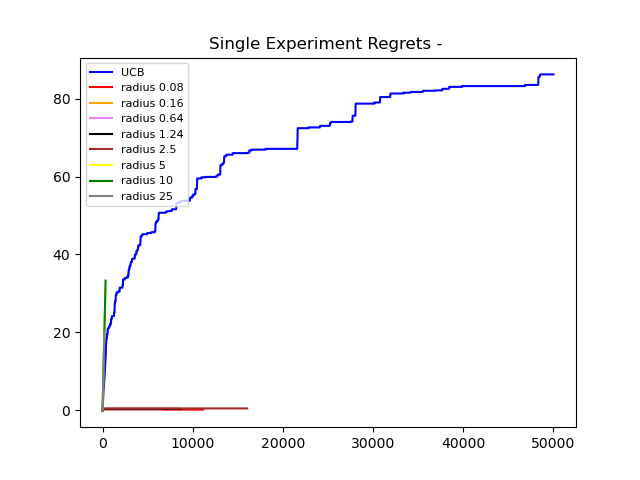 Single Experiment Regrets -
UCB
radius 0.08
radius 0.16
radius 0.64
radius 1.24
radius 2.5
radius 5
radius 10
radius 25
80
60
40
20
0
0 10000 20000 30000 40000 50000